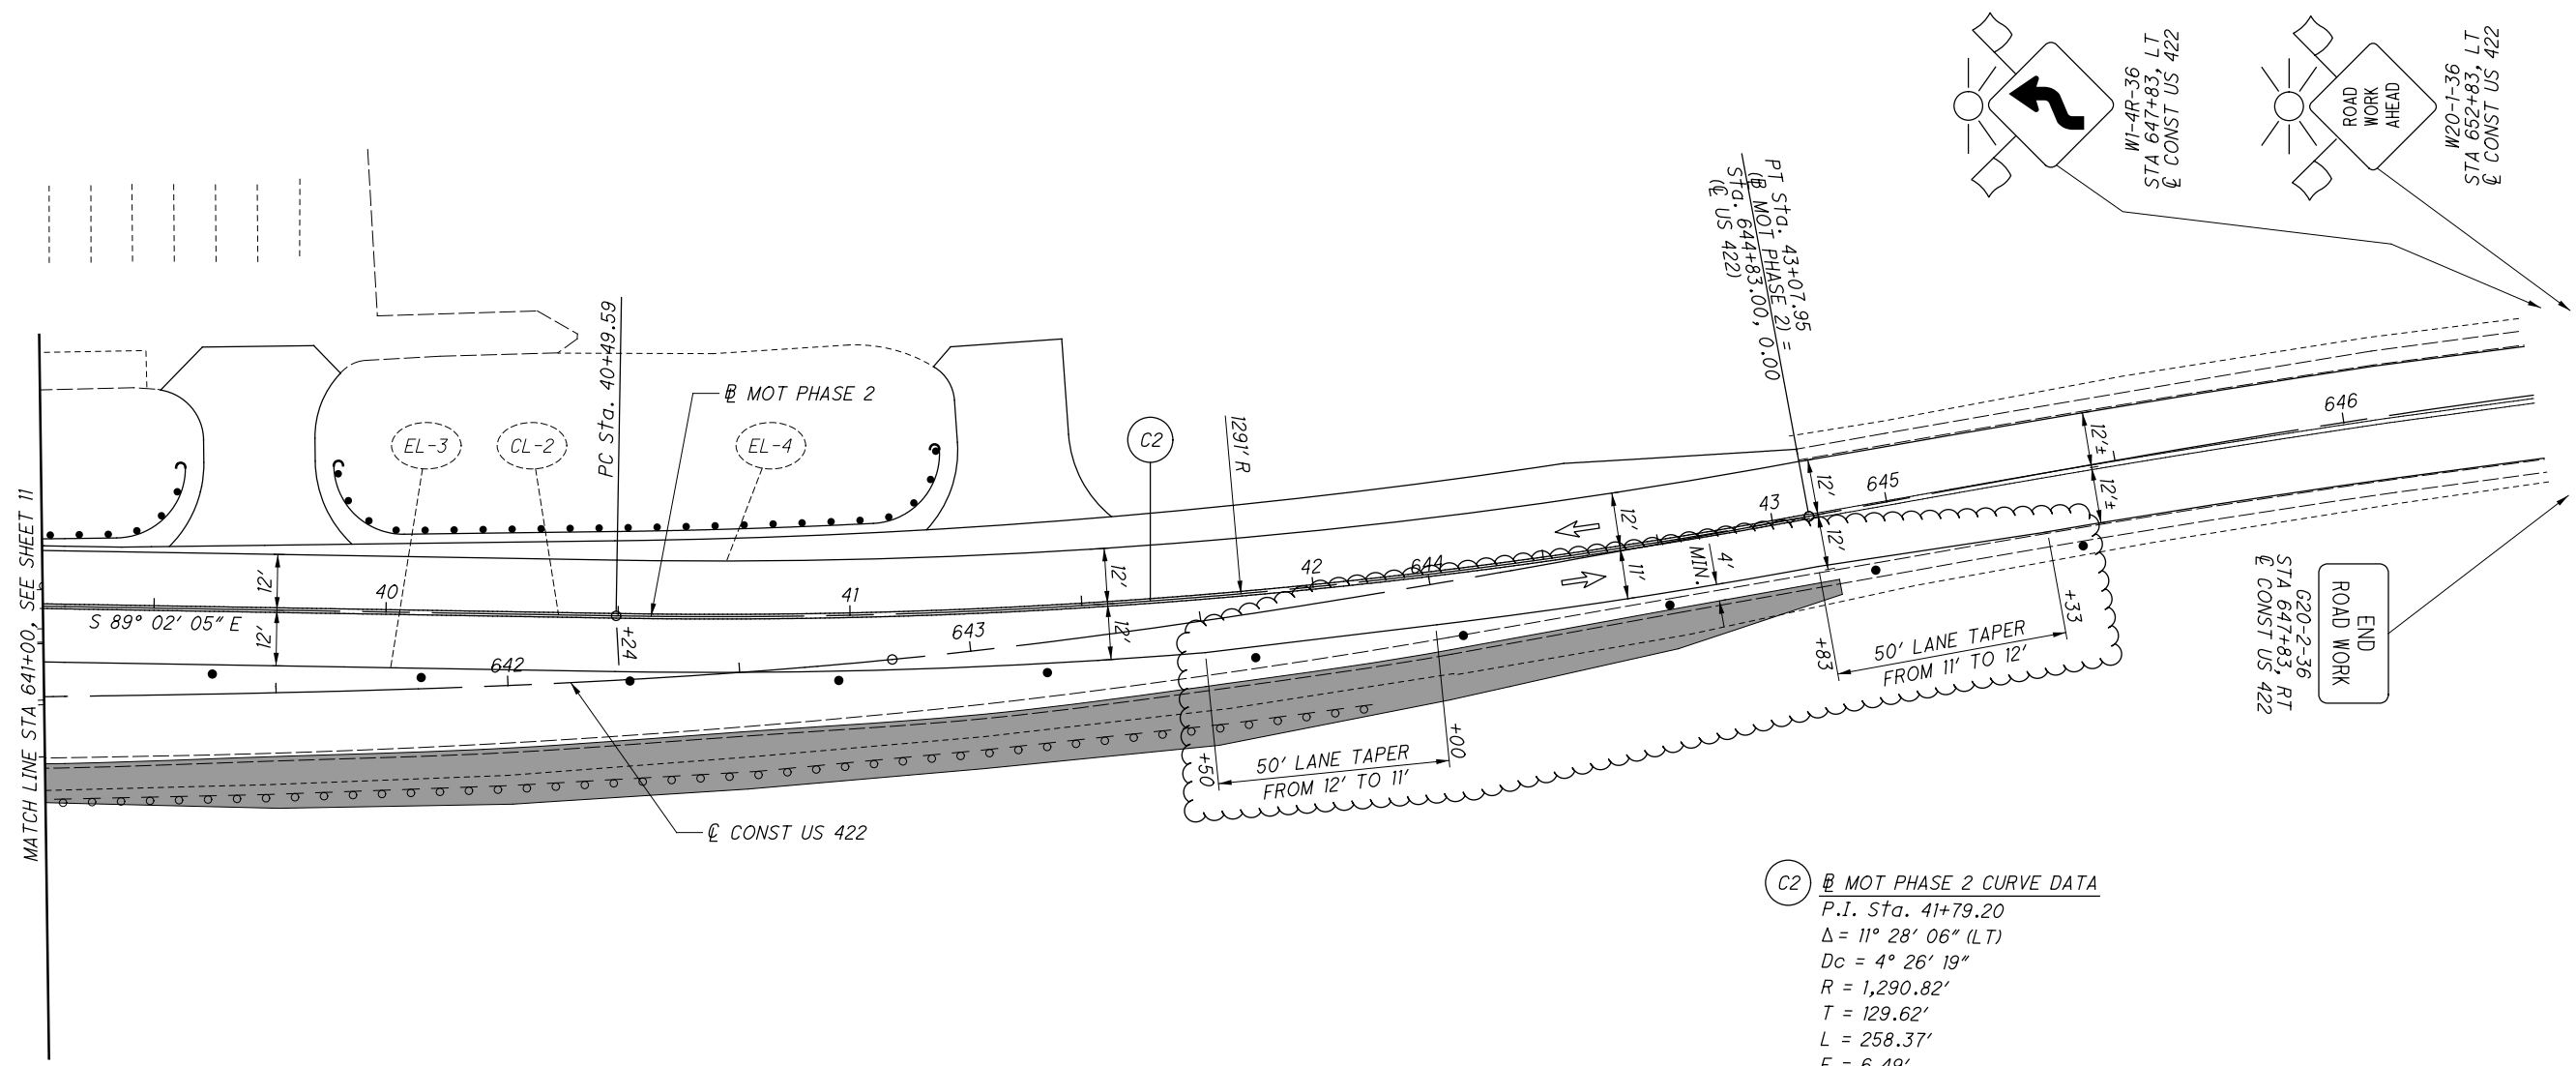 W1-4R-36
STA 647+83, LT
℄ CONST US 422
ROAD
WORK
AHEAD
W20-1-36
STA 652+83, LT
℄ CONST US 422
PT Sta. 43+07.95
(B MOT PHASE 2) =
Sta. 644+83.00, 0.00
(℄ US 422)
PC Sta. 40+49.59
B MOT PHASE 2
EL-3
CL-2
EL-4
C2
1291' R
646
12'±
12'±
12'
645
43
12'
12'
11'
4'
MIN.
42
644
12'
12'
12'
12'
40
41
S 89° 02' 05" E
643
642
+24
MATCH LINE STA 641+00, SEE SHEET 11
℄ CONST US 422
+50
50' LANE TAPER
FROM 12' TO 11'
+00
+83
50' LANE TAPER
FROM 11' TO 12'
+33
END
ROAD WORK
G20-2-36
STA 647+83, RT
℄ CONST US 422
C2
B MOT PHASE 2 CURVE DATA
P.I. Sta. 41+79.20
Δ = 11° 28' 06" (LT)
Dc = 4° 26' 19"
R = 1,290.82'
T = 129.62'
L = 258.37'
E = 6.49'